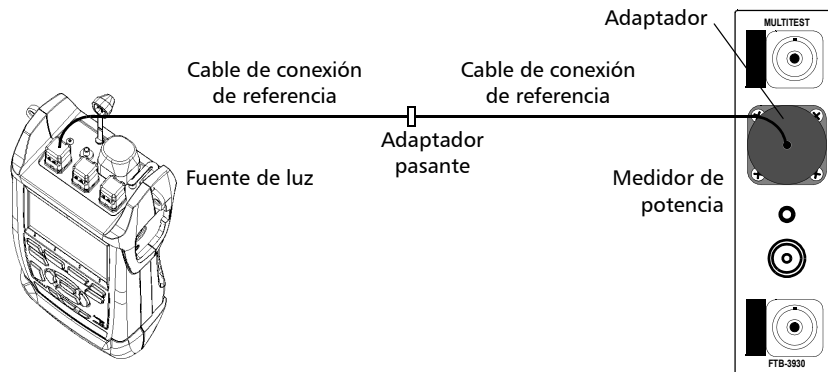 Adaptador
MULTITEST
Cable de conexión
de referencia
Cable de conexión
de referencia
Adaptador
pasante
Fuente de luz
Medidor de
potencia
FTB-3930